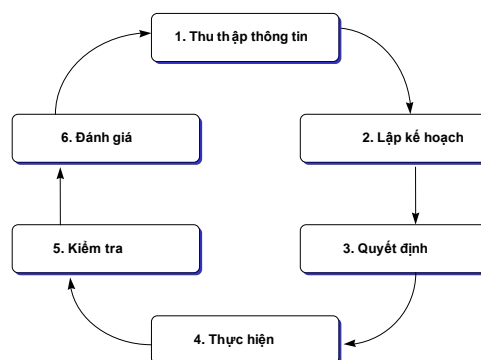 1. Thu thập thông tin
2. Lập kế hoạch
3. Quyết định
4. Thực hiện
5. Kiểm tra
6. Đánh giá